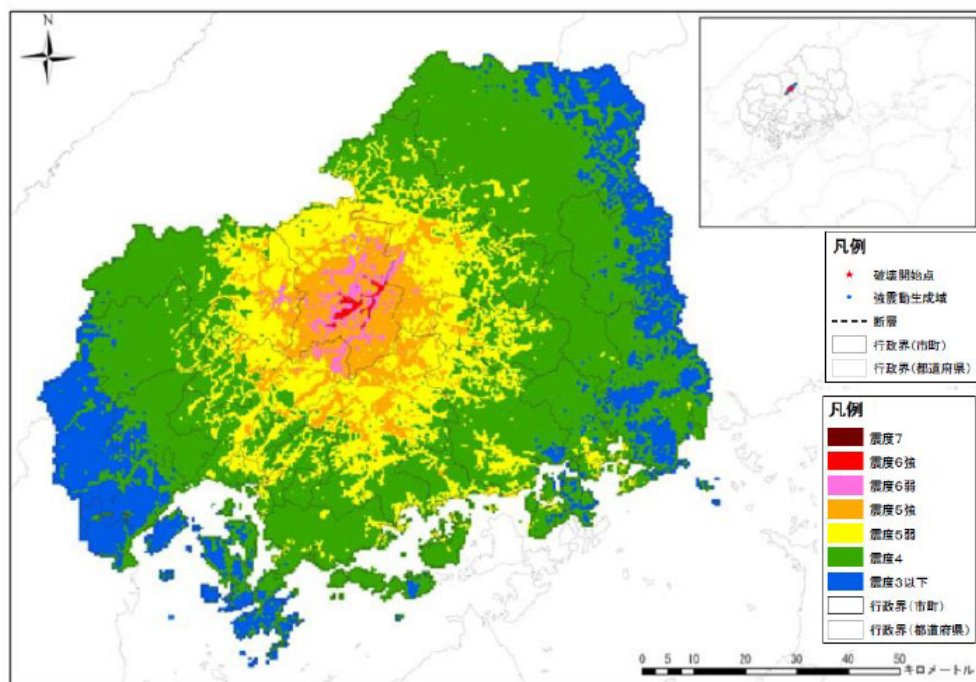 N
凡例
破壊開始点
強震動生成域
断層
行政界(市町)
行政界(都道府県)
凡例
震度7
震度6強
震度6弱
震度5強
震度5弱
震度4
震度3以下
行政界(市町)
行政界(都道府県)
0 5 10 20 30 40 50
キロメートル